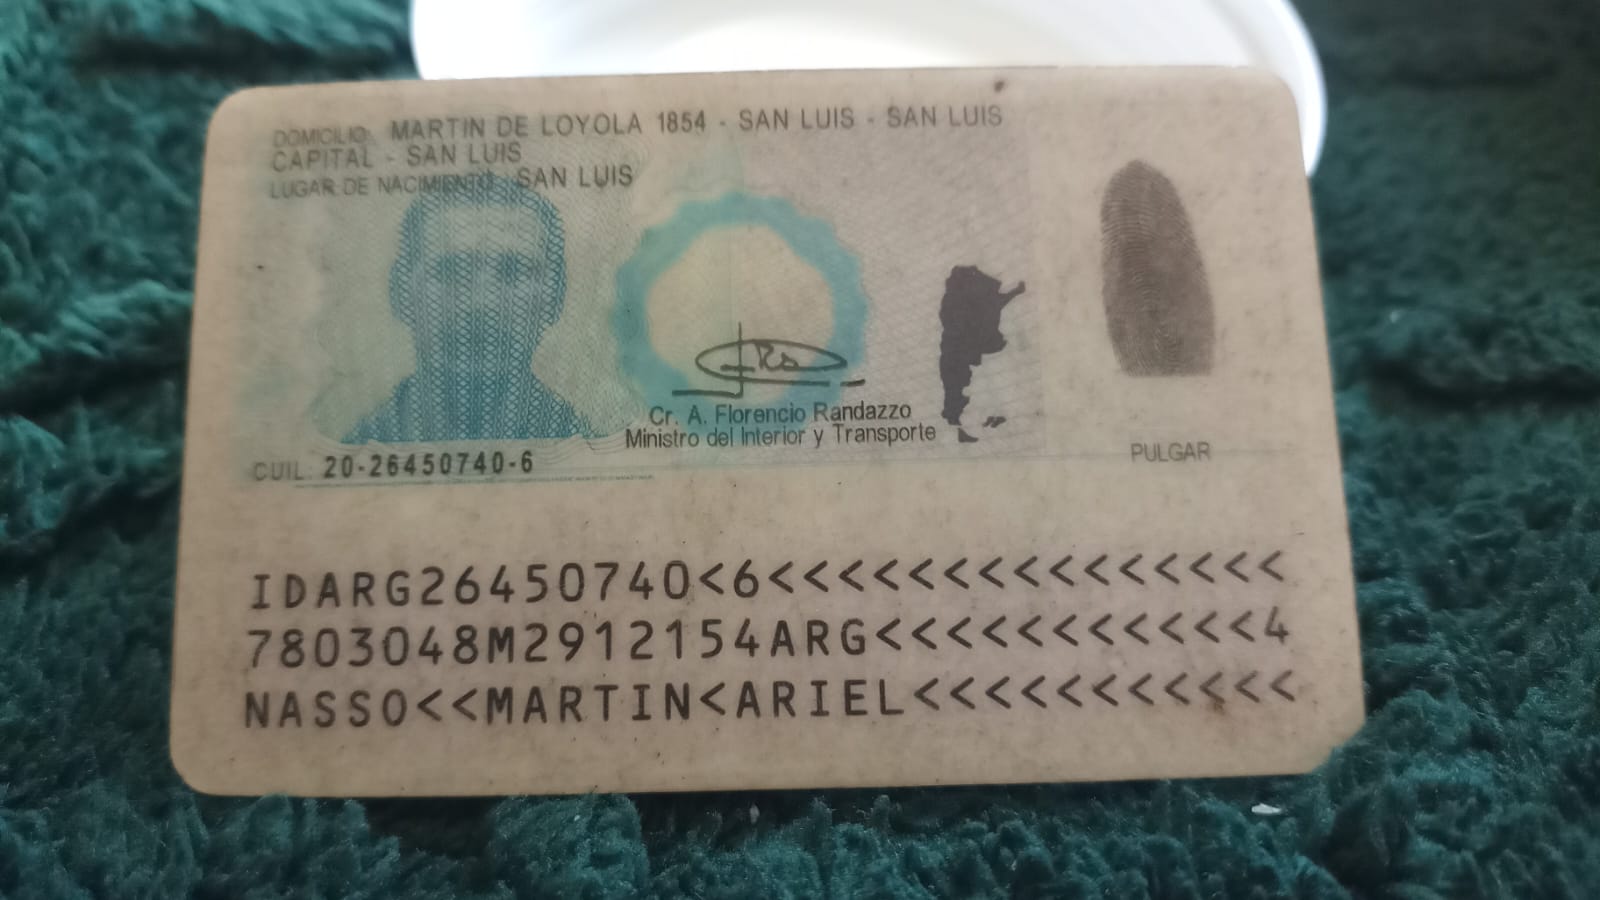 DOMICILIO: MARTIN DE LOYOLA 1854 - SAN LUIS - SAN LUIS
CAPITAL - SAN LUIS
LUGAR DE NACIMIENTO: SAN LUIS
Cr. A. Florencio Randazzo
Ministro del Interior y Transporte
PULGAR
CUIL: 20-26450740-6
IDARG26450740<6<<<<<<<<<<<<<<<
7803048M2912154ARG<<<<<<<<<<<4
NASSO<<MARTIN<ARIEL<<<<<<<<<<<